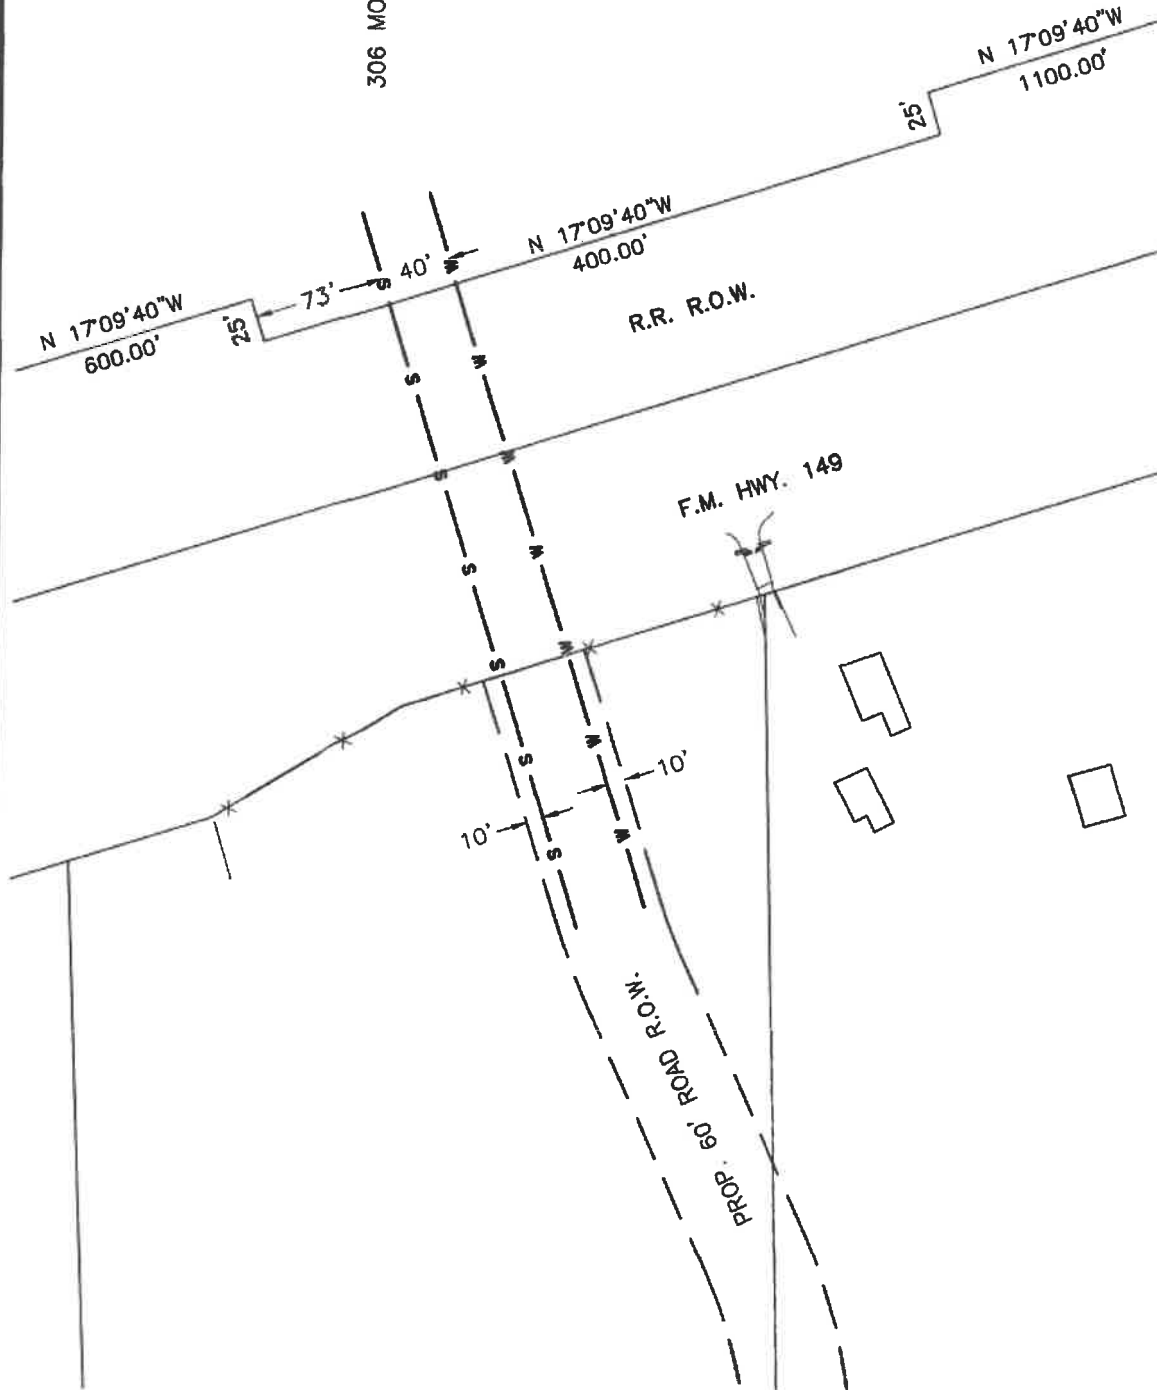 306 MO
N 17°09'40"W
1100.00'
25'
N 17°09'40"W
400.00'
40'
73'
N 17°09'40"W
600.00'
25'
R.R. R.O.W.
F.M. HWY. 149
S
W
S
W
S
W
S
W
S
W
S
W
S
W
10'
10'
PROP. 60' ROAD R.O.W.